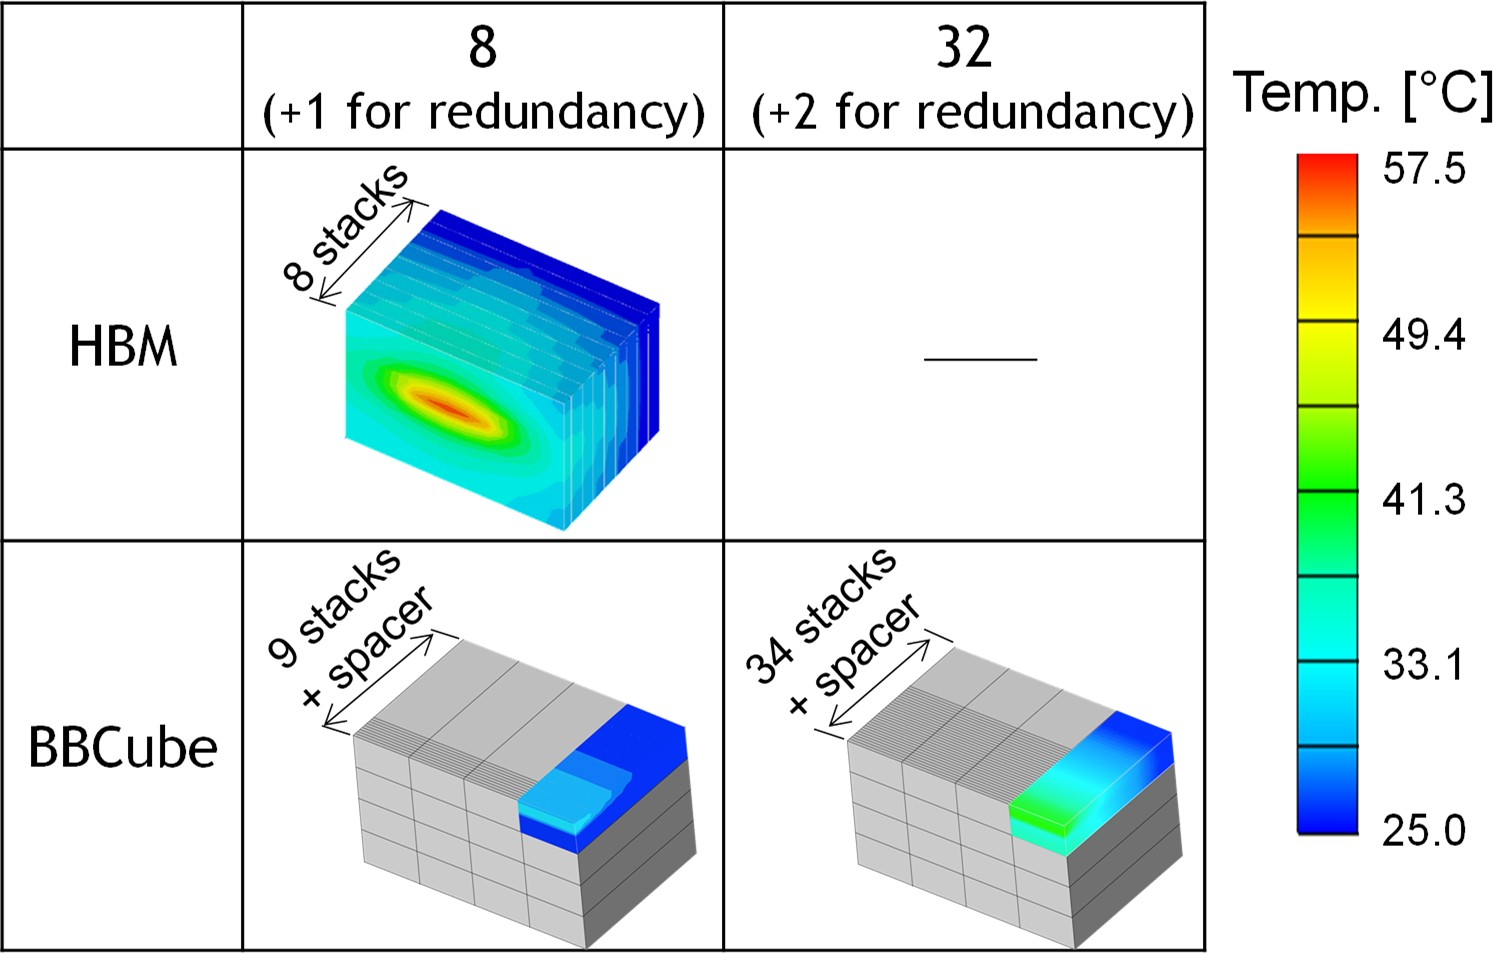 8
(+1 for redundancy)
32
(+2 for redundancy)
Temp. [°C]
57.5
49.4
41.3
33.1
25.0
HBM
8 stacks
BBCube
9 stacks
+ spacer
34 stacks
+ spacer